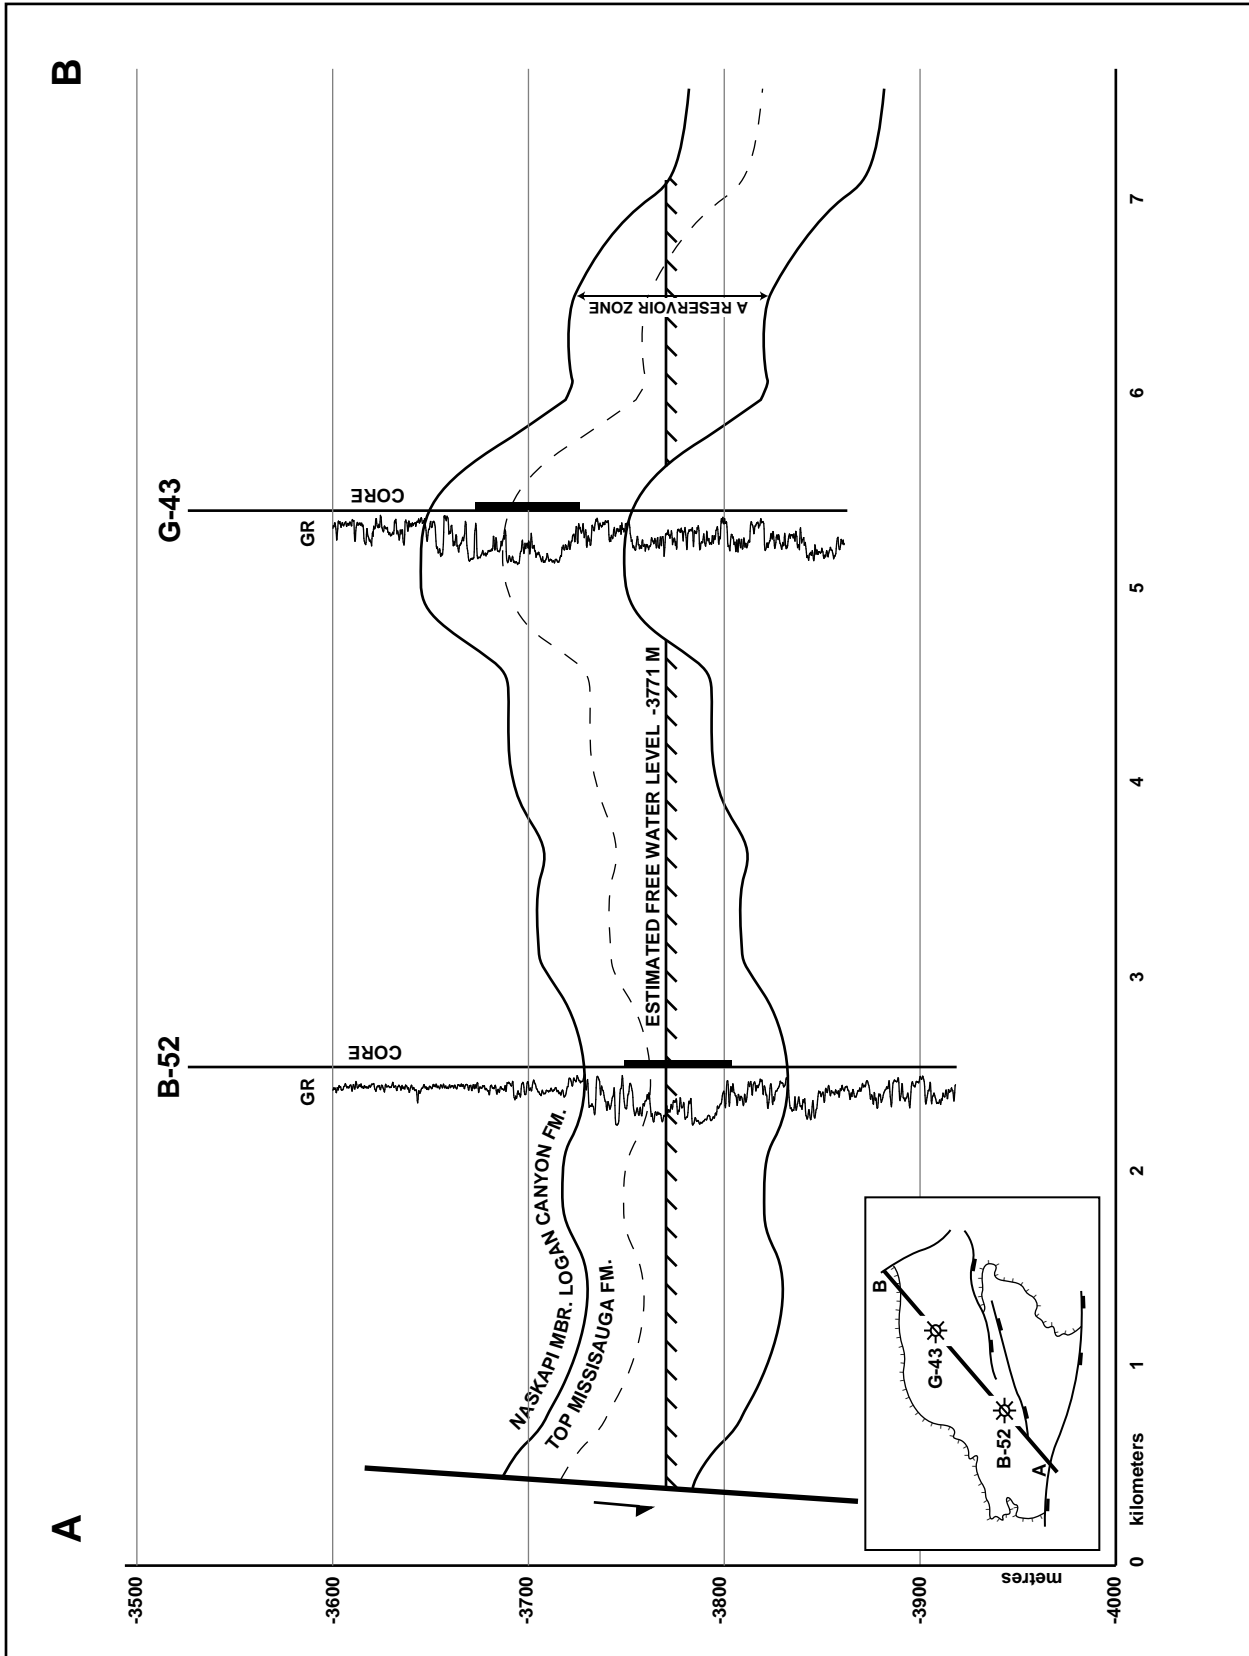 A
B
B-52
G-43
GR
CORE
GR
CORE
-3500
-3600
-3700
-3800
-3900
-4000
metres
NASKAPI MBR. LOGAN CANYON FM.
TOP MISSISAUGA FM.
ESTIMATED FREE WATER LEVEL -3771 M
A RESERVOIR ZONE
B
G-43
B-52
A
0 kilometers 1 2 3 4 5 6 7